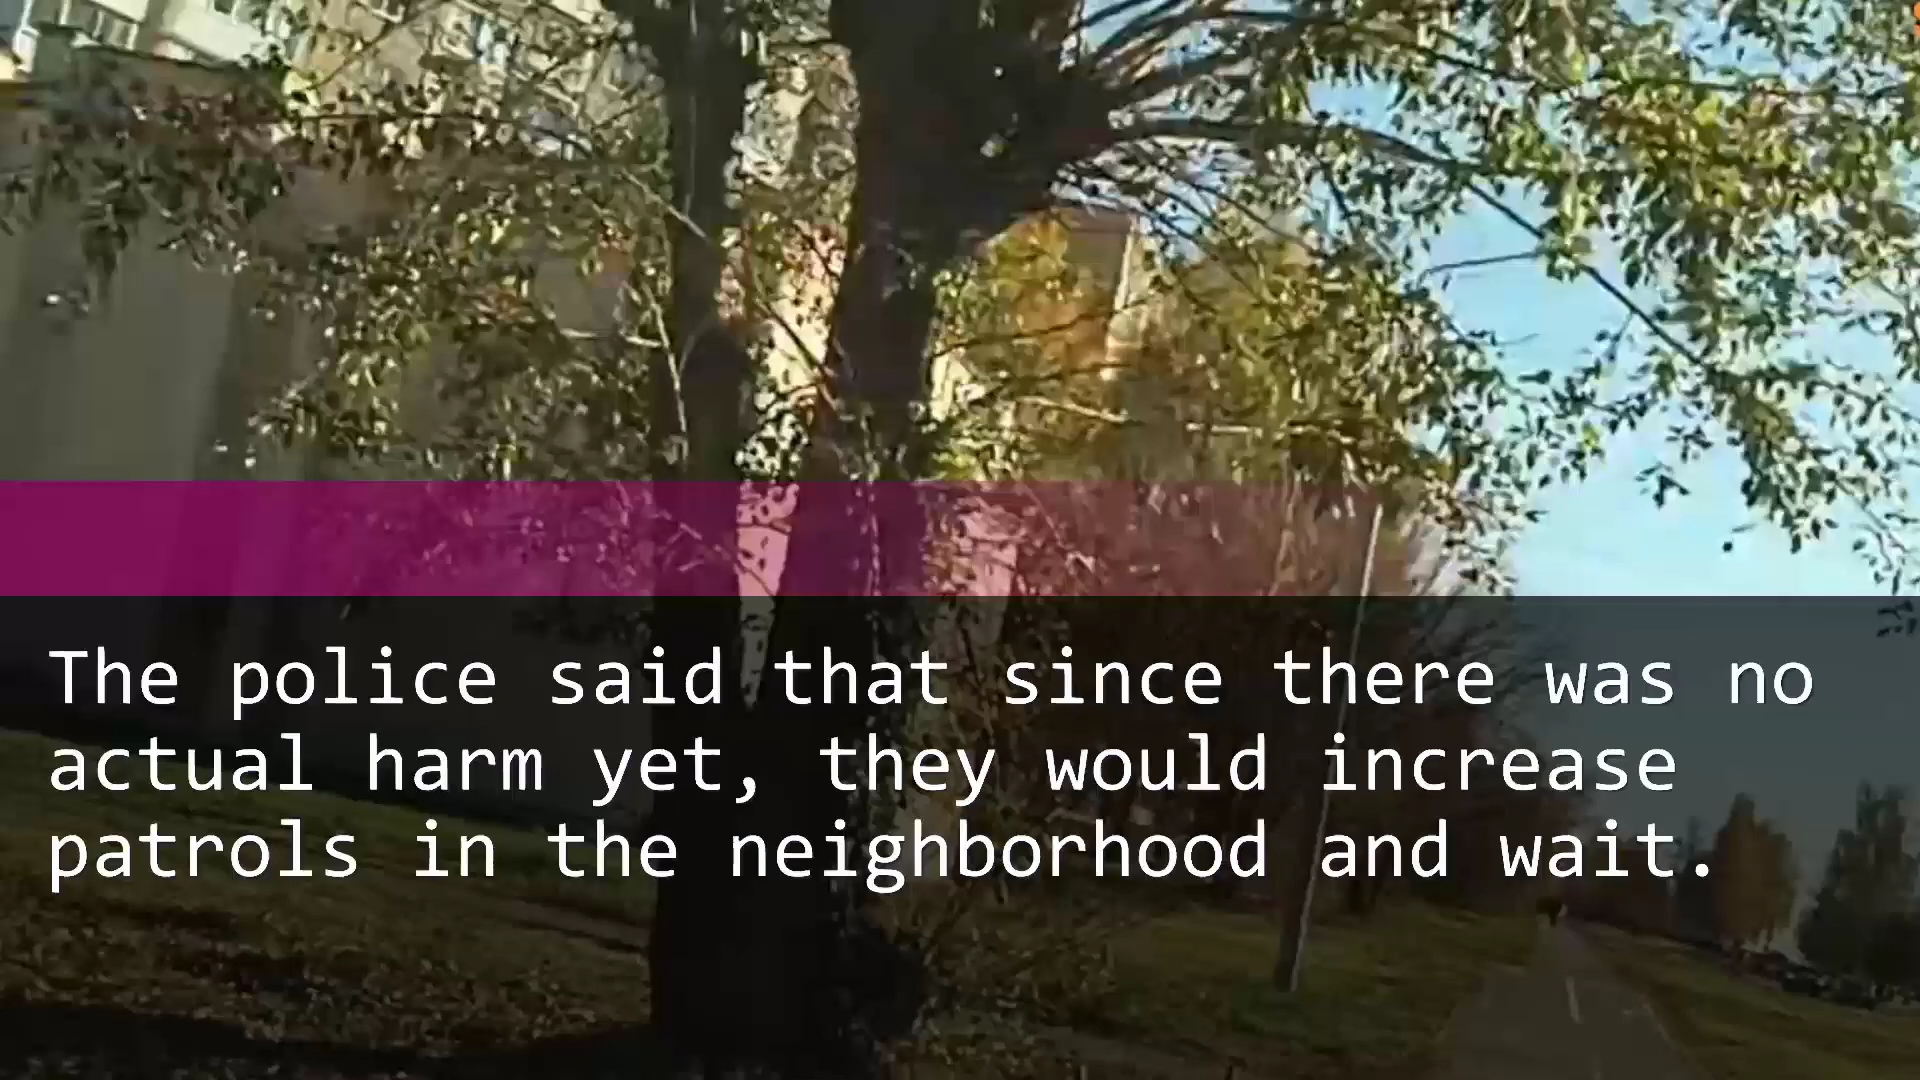 The police said that since there was no
actual harm yet, they would increase
patrols in the neighborhood and wait.